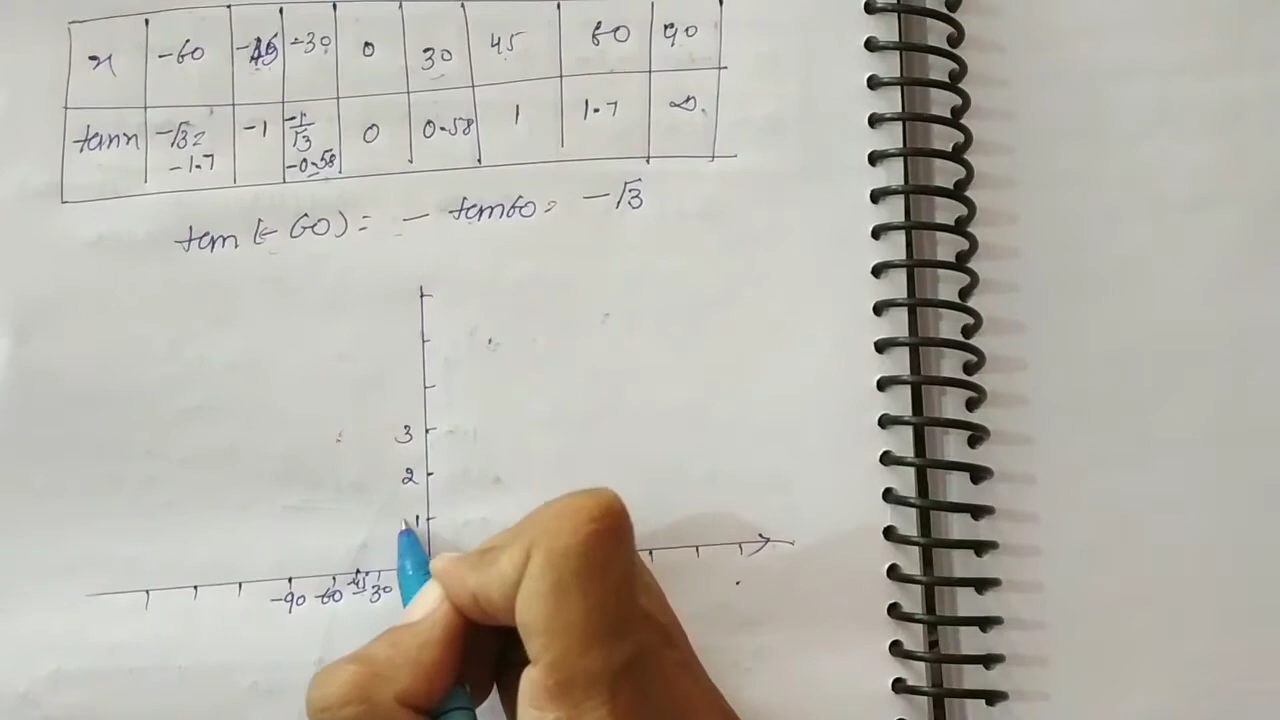 x -60 -45 -30 0 30 45 60 90
tanx -√3= -1.7 -1 -1/√3 -0.58 0 0.58 1 1.7 ∞
tan(-60) = - tan60 = -√3
3
2
1
-90 -60 -45 -30